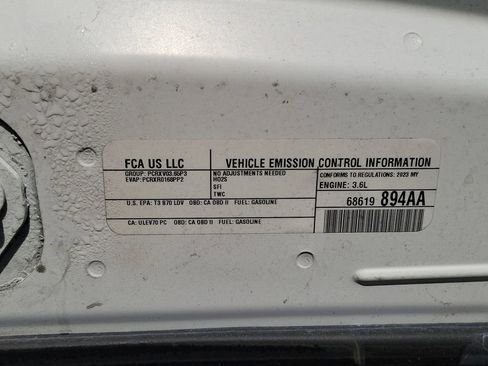 FCA US LLC
VEHICLE EMISSION CONTROL INFORMATION
GROUP: PCRXV03.65P3
EVAP: PCRXR0168PP2
NO ADJUSTMENTS NEEDED
HO2S
SFI
TWC
CONFORMS TO REGULATIONS: 2023 MY
ENGINE: 3.6L
68619 894AA
U.S. EPA: T3 B70 LDV OBD: CA OBD II FUEL: GASOLINE
CA: ULEV70 PC OBD: CA OBD II FUEL: GASOLINE